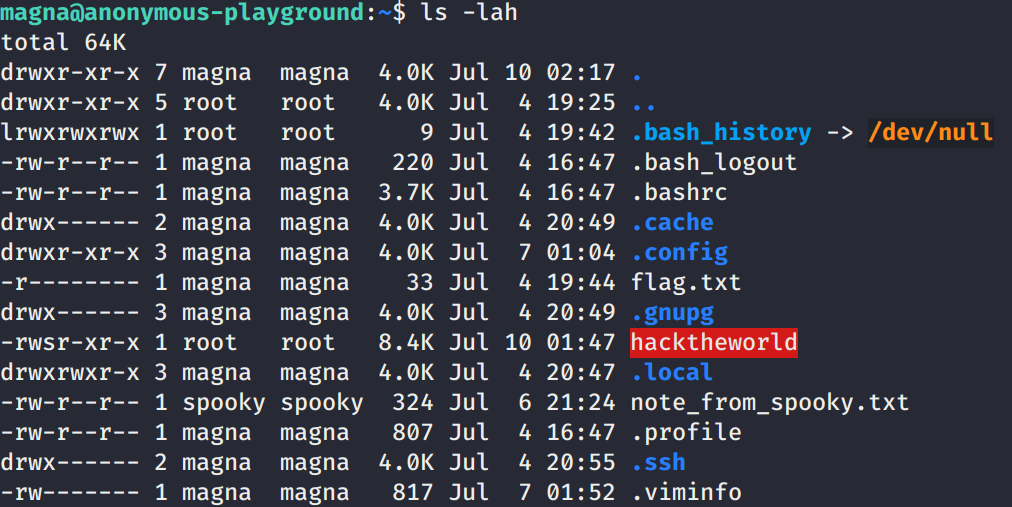 magna@anonymous-playground:~$ ls -lah
total 64K
drwxr-xr-x 7 magna  magna  4.0K Jul 10 02:17 .
drwxr-xr-x 5 root   root   4.0K Jul  4 19:25 ..
lrwxrwxrwx 1 root   root      9 Jul  4 19:42 .bash_history -> /dev/null
-rw-r--r-- 1 magna  magna   220 Jul  4 16:47 .bash_logout
-rw-r--r-- 1 magna  magna  3.7K Jul  4 16:47 .bashrc
drwx------ 2 magna  magna  4.0K Jul  4 20:49 .cache
drwxr-xr-x 3 magna  magna  4.0K Jul  7 01:04 .config
-r-------- 1 magna  magna    33 Jul  4 19:44 flag.txt
drwx------ 3 magna  magna  4.0K Jul  4 20:49 .gnupg
-rwsr-xr-x 1 root   root   8.4K Jul 10 01:47 hacktheworld
drwxrwxr-x 3 magna  magna  4.0K Jul  4 20:47 .local
-rw-r--r-- 1 spooky spooky  324 Jul  6 21:24 note_from_spooky.txt
-rw-r--r-- 1 magna  magna   807 Jul  4 16:47 .profile
drwx------ 2 magna  magna  4.0K Jul  4 20:55 .ssh
-rw------- 1 magna  magna   817 Jul  7 01:52 .viminfo